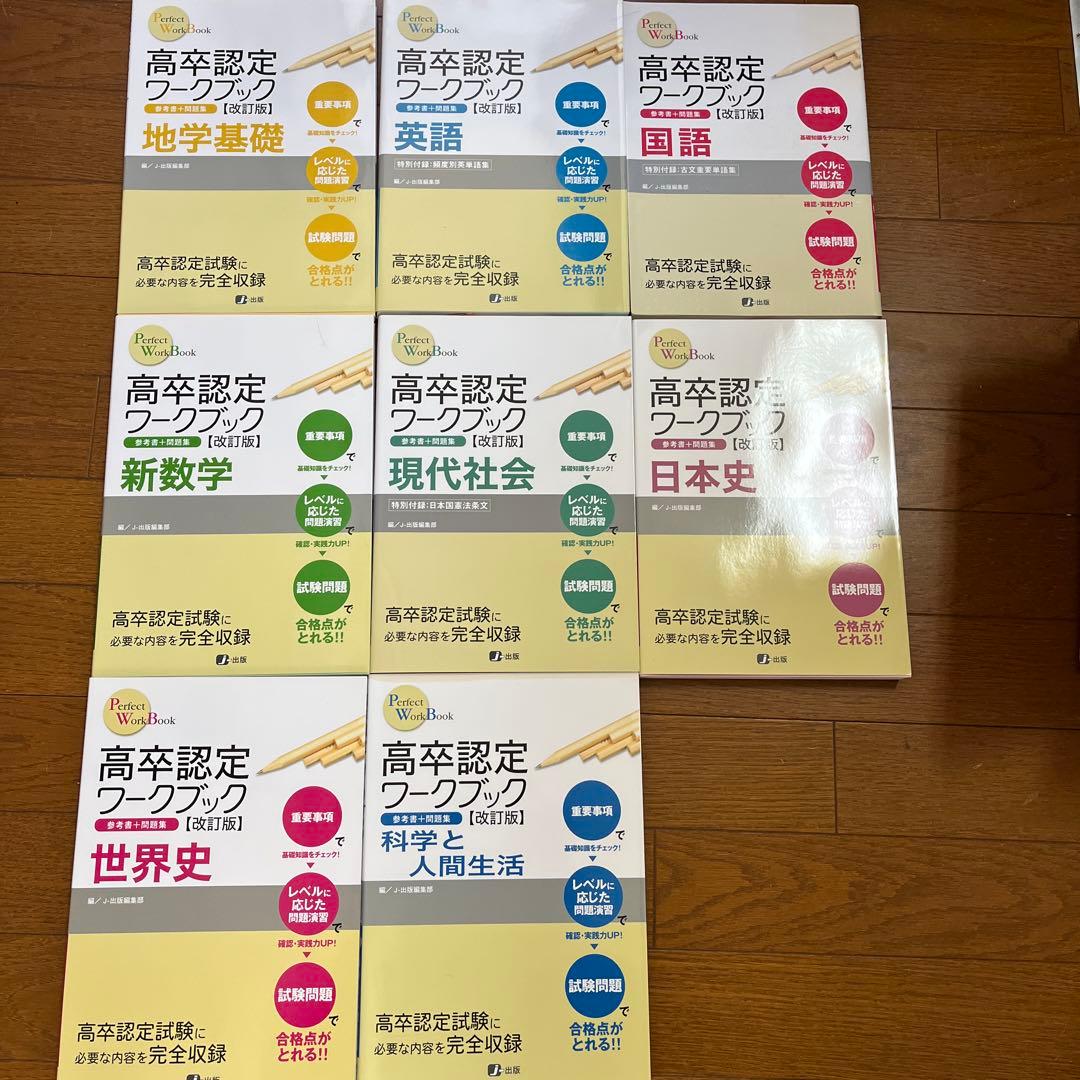 Perfect
WorkBook
高卒認定
ワークブック
参考書＋問題集
【改訂版】
地学基礎
編／J-出版編集部
重要事項
で
基礎知識をチェック!
レベルに
応じた
問題演習
で
確認・実践力UP!
試験問題
で
合格点が
とれる!!
高卒認定試験に
必要な内容を完全収録
J-出版
Perfect
WorkBook
高卒認定
ワークブック
参考書＋問題集
【改訂版】
英語
特別付録：頻度別英単語集
編／J-出版編集部
重要事項
で
基礎知識をチェック!
レベルに
応じた
問題演習
で
確認・実践力UP!
試験問題
で
合格点が
とれる!!
高卒認定試験に
必要な内容を完全収録
J-出版
Perfect
WorkBook
高卒認定
ワークブック
参考書＋問題集
【改訂版】
国語
特別付録：古文重要単語集
編／J-出版編集部
重要事項
で
基礎知識をチェック!
レベルに
応じた
問題演習
で
確認・実践力UP!
試験問題
で
合格点が
とれる!!
高卒認定試験に
必要な内容を完全収録
J-出版
Perfect
WorkBook
高卒認定
ワークブック
参考書＋問題集
【改訂版】
新数学
編／J-出版編集部
重要事項
で
基礎知識をチェック!
レベルに
応じた
問題演習
で
確認・実践力UP!
試験問題
で
合格点が
とれる!!
高卒認定試験に
必要な内容を完全収録
J-出版
Perfect
WorkBook
高卒認定
ワークブック
参考書＋問題集
【改訂版】
現代社会
特別付録：日本国憲法条文
編／J-出版編集部
重要事項
で
基礎知識をチェック!
レベルに
応じた
問題演習
で
確認・実践力UP!
試験問題
で
合格点が
とれる!!
高卒認定試験に
必要な内容を完全収録
J-出版
Perfect
WorkBook
高卒認定
ワークブック
参考書＋問題集
【改訂版】
日本史
編／J-出版編集部
重要事項
で
レベルに
応じた
問題演習
で
確認・実践力UP!
試験問題
で
合格点が
とれる!!
高卒認定試験に
必要な内容を完全収録
J-出版
Perfect
WorkBook
高卒認定
ワークブック
参考書＋問題集
【改訂版】
世界史
編／J-出版編集部
重要事項
で
基礎知識をチェック!
レベルに
応じた
問題演習
で
確認・実践力UP!
試験問題
で
合格点が
とれる!!
高卒認定試験に
必要な内容を完全収録
J-出版
Perfect
WorkBook
高卒認定
ワークブック
参考書＋問題集
【改訂版】
科学と
人間生活
編／J-出版編集部
重要事項
で
基礎知識をチェック!
レベルに
応じた
問題演習
で
確認・実践力UP!
試験問題
で
合格点が
とれる!!
高卒認定試験に
必要な内容を完全収録
J-出版